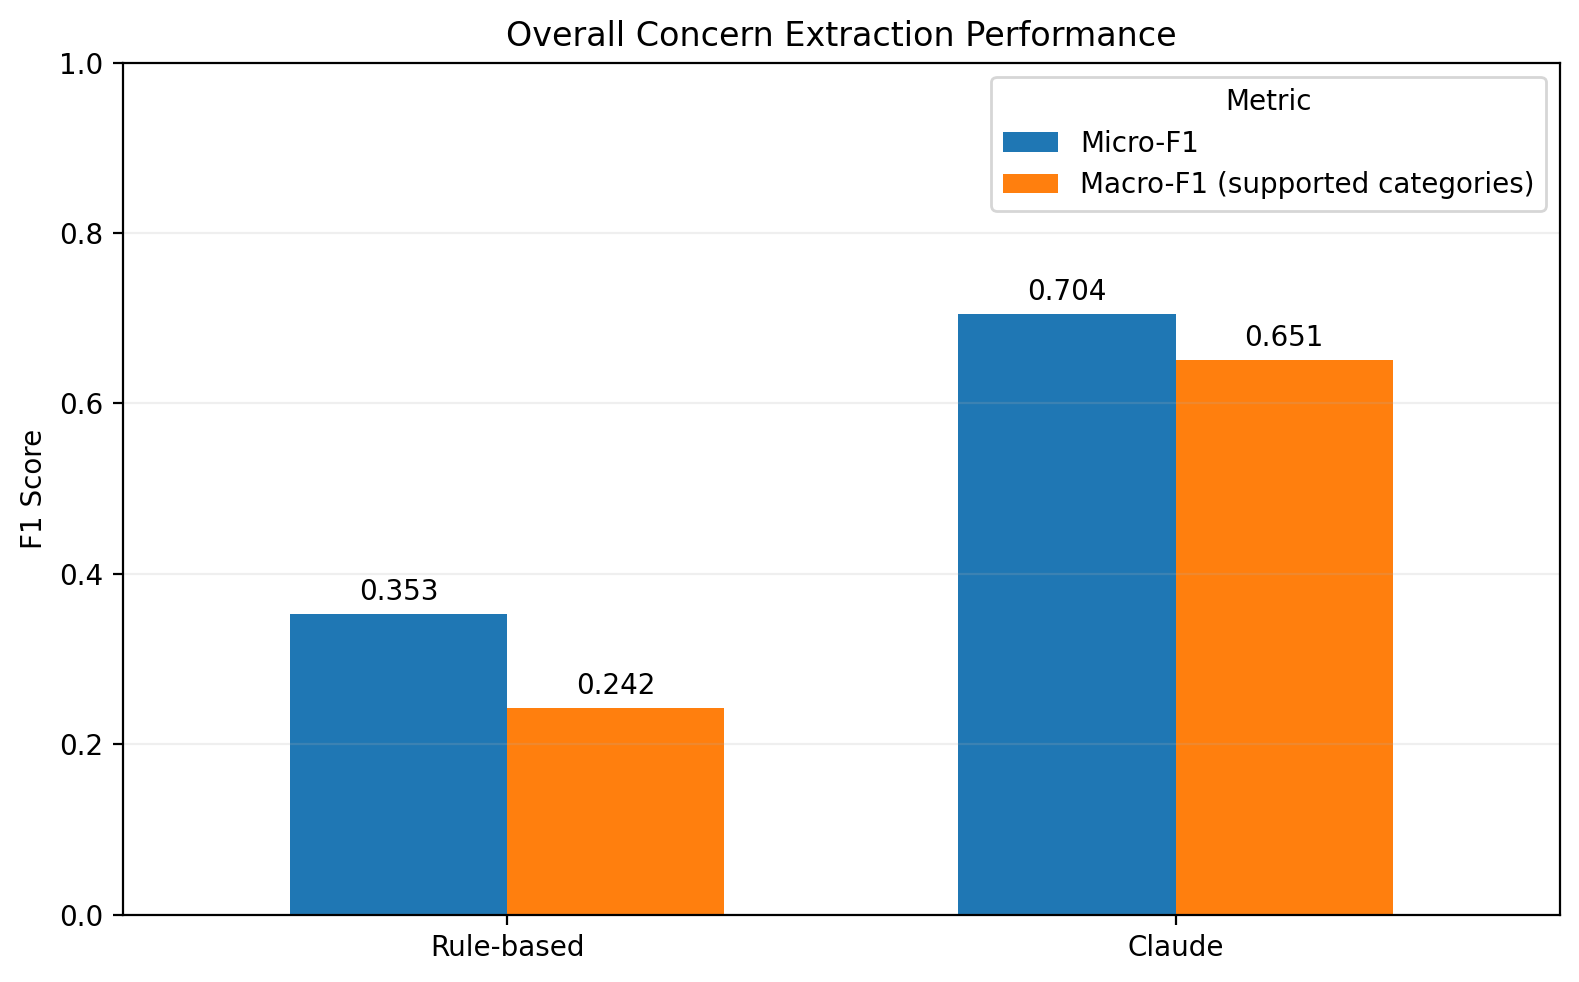 Overall Concern Extraction Performance
Metric
Micro-F1
Macro-F1 (supported categories)
F1 Score
1.0
0.8
0.6
0.4
0.2
0.0
0.353
0.242
0.704
0.651
Rule-based
Claude